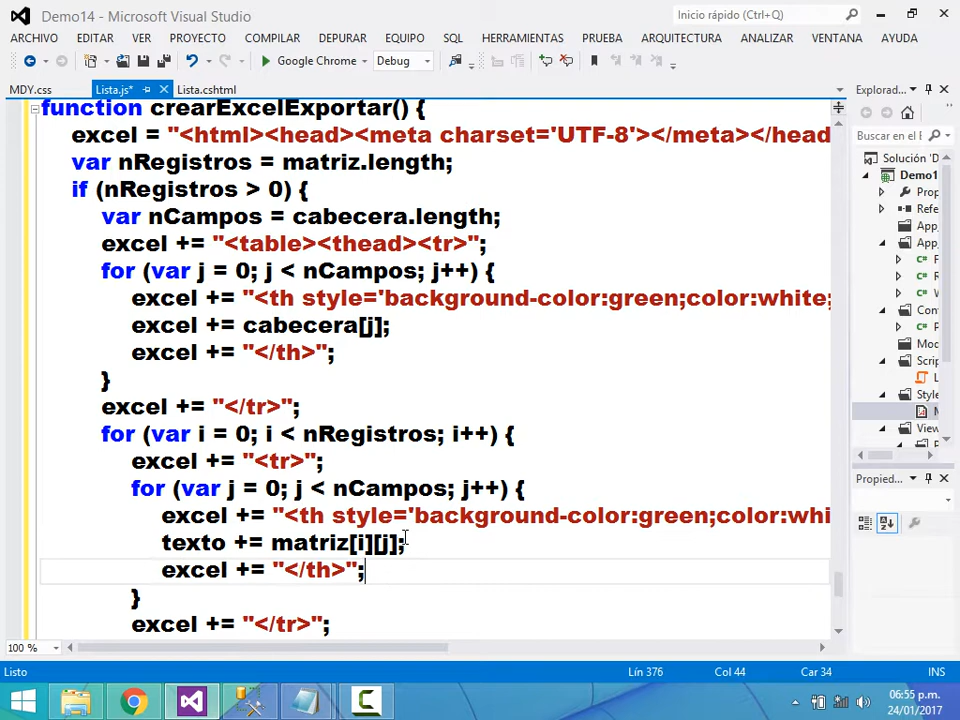 Demo14 - Microsoft Visual Studio
Inicio rápido (Ctrl+Q)
ARCHIVO EDITAR VER PROYECTO COMPILAR DEPURAR EQUIPO SQL HERRAMIENTAS PRUEBA ARQUITECTURA ANALIZAR VENTANA AYUDA
Google Chrome Debug
MDY.css Lista.js* Lista.cshtml
function crearExcelExportar() {
excel = "<html><head><meta charset='UTF-8'></meta></head
var nRegistros = matriz.length;
if (nRegistros > 0) {
var nCampos = cabecera.length;
excel += "<table><thead><tr>";
for (var j = 0; j < nCampos; j++) {
excel += "<th style='background-color:green;color:white;
excel += cabecera[j];
excel += "</th>";
}
excel += "</tr>";
for (var i = 0; i < nRegistros; i++) {
excel += "<tr>";
for (var j = 0; j < nCampos; j++) {
excel += "<th style='background-color:green;color:whi
texto += matriz[i][j];
excel += "</th>";
}
excel += "</tr>";
100 %
Explorad...
Buscar en el E
Solución 'D
Demo1
Prop
Refe
App_
App_
Con
Moc
Scrip
Style
View
Propied...
Listo Lín 376 Col 44 Car 34 INS
06:55 p.m.
24/01/2017